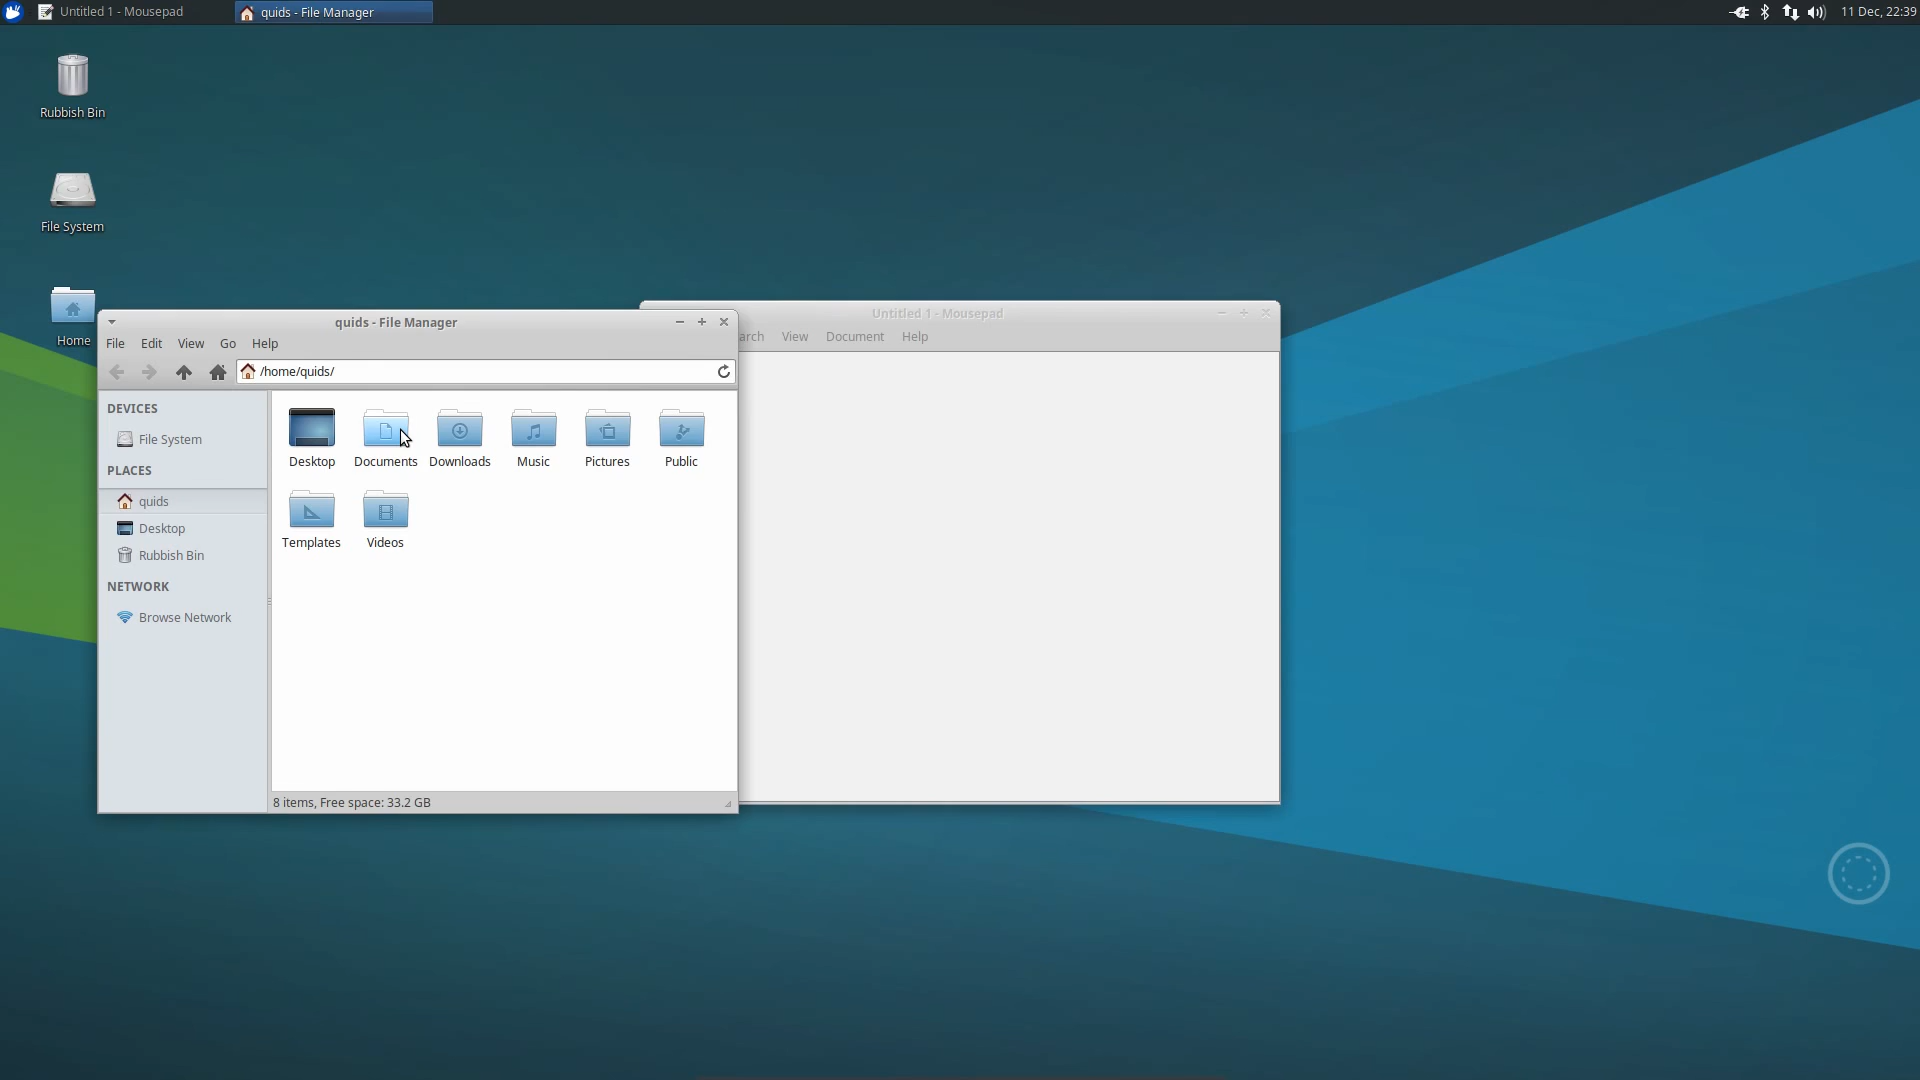 Untitled 1 - Mousepad
quids - File Manager
11 Dec, 22:39
Rubbish Bin
File System
Home
quids - File Manager
File Edit View Go Help
/home/quids/
DEVICES
File System
PLACES
quids
Desktop
Rubbish Bin
NETWORK
Browse Network
Desktop Documents Downloads Music Pictures Public
Templates Videos
8 items, Free space: 33.2 GB
Untitled 1 - Mousepad
arch View Document Help